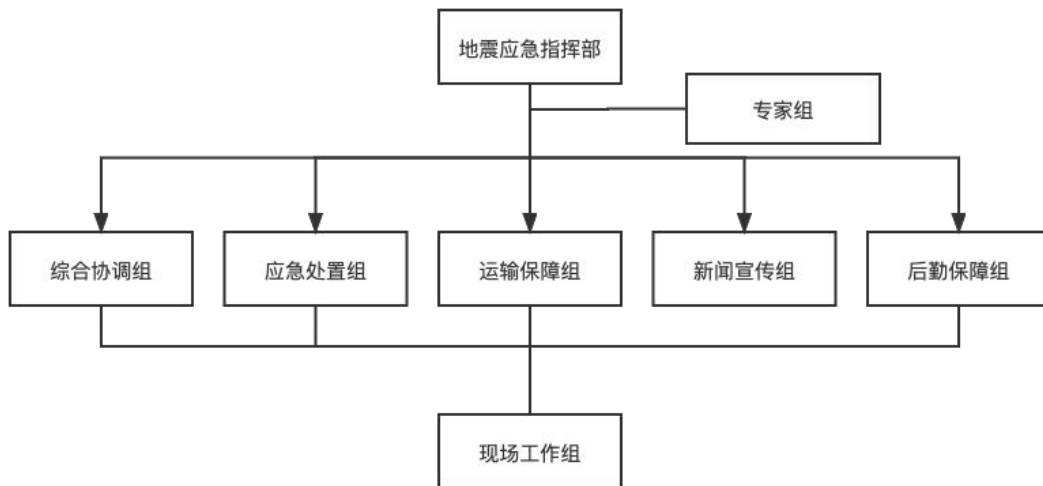 地震应急指挥部
专家组
综合协调组
应急处置组
运输保障组
新闻宣传组
后勤保障组
现场工作组